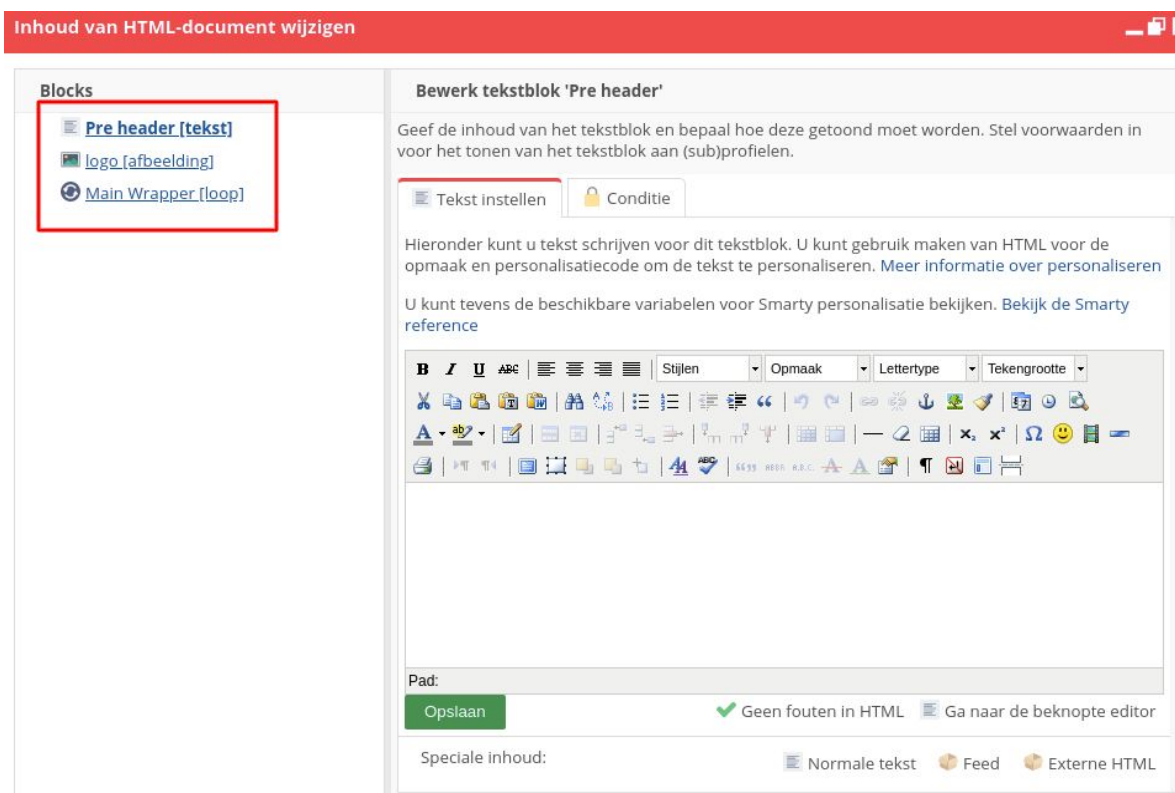 Inhoud van HTML-document wijzigen
Blocks
Pre header [tekst]
logo [afbeelding]
Main Wrapper [loop]
Bewerk tekstblok 'Pre header'
Geef de inhoud van het tekstblok en bepaal hoe deze getoond moet worden. Stel voorwaarden in
voor het tonen van het tekstblok aan (sub)profielen.
Tekst instellen
Conditie
Hieronder kunt u tekst schrijven voor dit tekstblok. U kunt gebruik maken van HTML voor de
opmaak en personalisatiecode om de tekst te personaliseren. Meer informatie over personaliseren
U kunt tevens de beschikbare variabelen voor Smarty personalisatie bekijken. Bekijk de Smarty
reference
B I U ABC Stijlen Opmaak Lettertype Tekengrootte
Pad:
Opslaan
Geen fouten in HTML Ga naar de beknopte editor
Speciale inhoud:
Normale tekst Feed Externe HTML